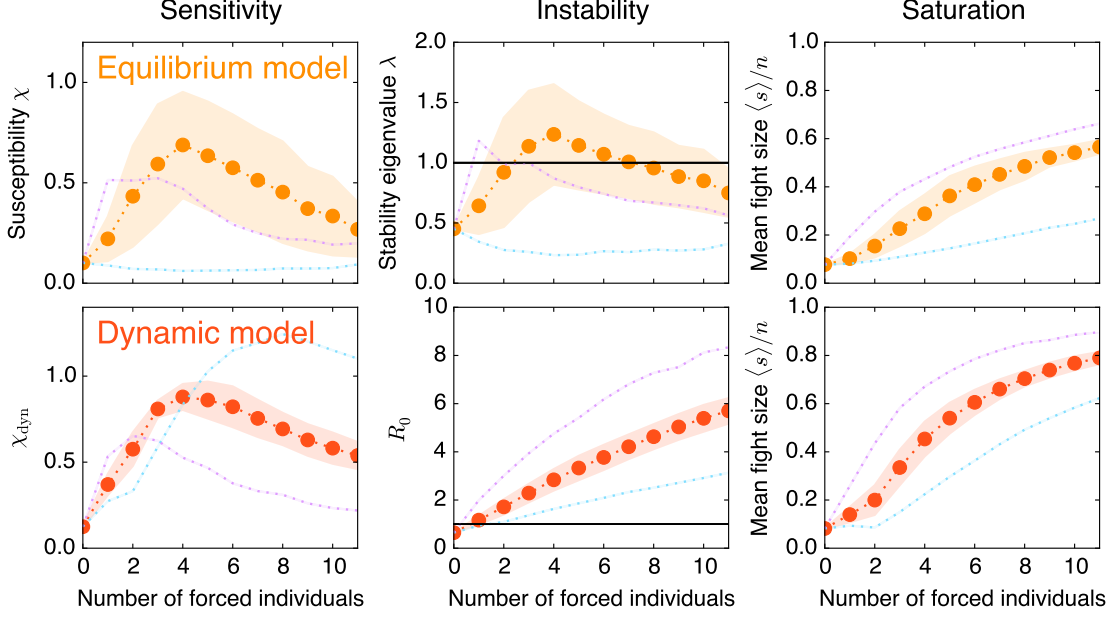 Sensitivity
Instability
Saturation
Susceptibility χ
1.0
0.5
0.0
Equilibrium model
Stability eigenvalue λ
2.0
1.5
1.0
0.5
0.0
Mean fight size ⟨s⟩/n
1.0
0.8
0.6
0.4
0.2
0.0
χdyn
1.0
0.5
0.0
Dynamic model
0 2 4 6 8 10
Number of forced individuals
R0
10
8
6
4
2
0
0 2 4 6 8 10
Number of forced individuals
Mean fight size ⟨s⟩/n
1.0
0.8
0.6
0.4
0.2
0.0
0 2 4 6 8 10
Number of forced individuals